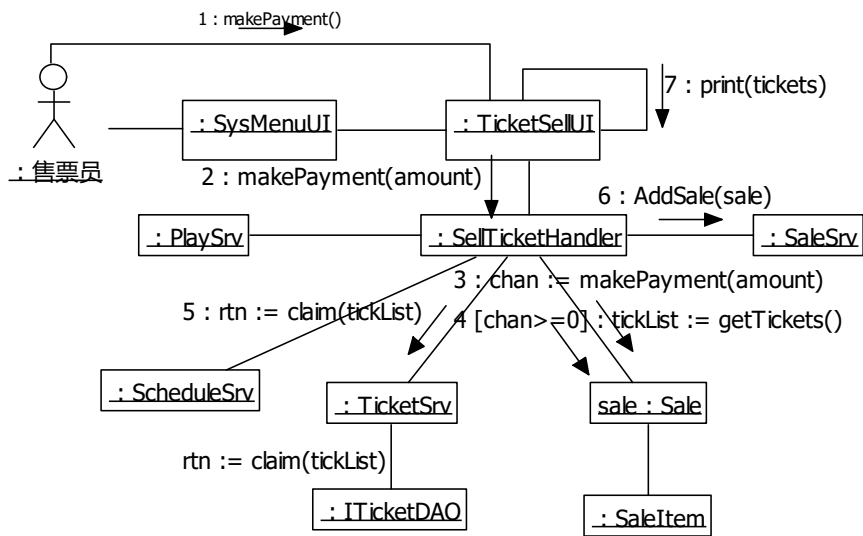 1 : makePayment()
7 : print(tickets)
: SysMenuUI
: TicketSellUI
: 售票员
2 : makePayment(amount)
6 : AddSale(sale)
: PlaySrv
: SellTicketHandler
: SaleSrv
3 : chan := makePayment(amount)
5 : rtn := claim(tickList)
4 [chan>=0] : tickList := getTickets()
: ScheduleSrv
: TicketSrv
sale : Sale
rtn := claim(tickList)
: ITicketDAO
: SaleItem